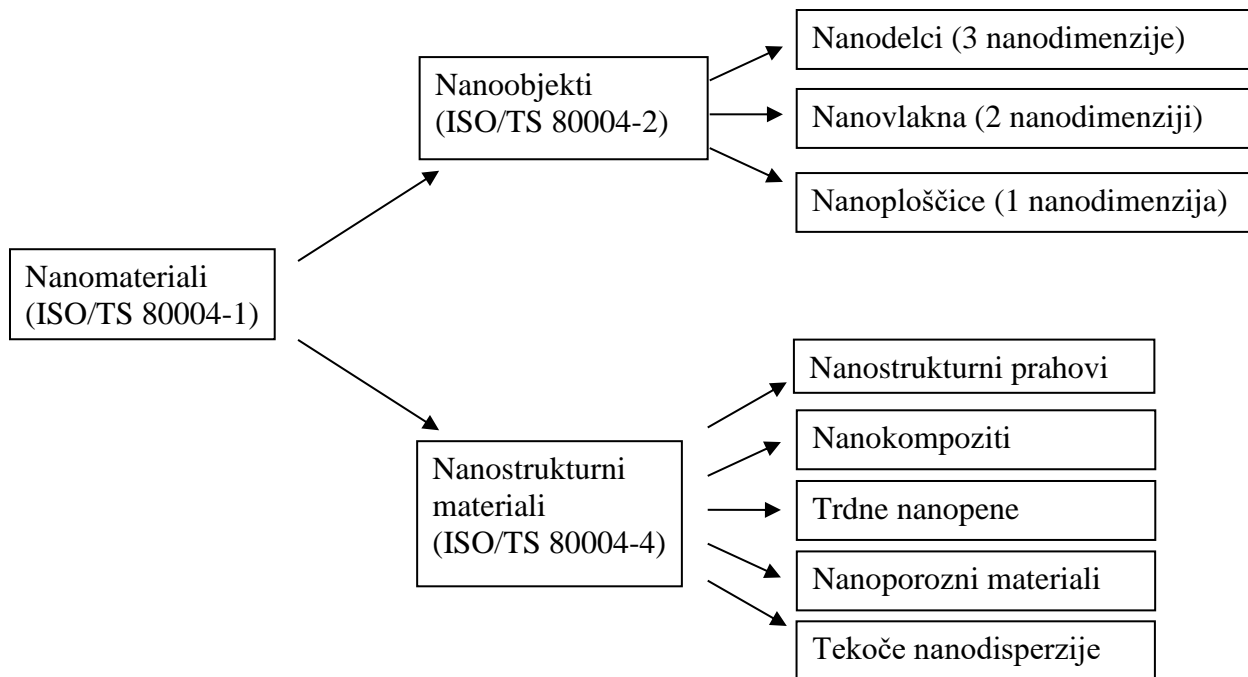 Nanomateriali
(ISO/TS 80004-1)
Nanoobjekti
(ISO/TS 80004-2)
Nanodelci (3 nanodimenzije)
Nanovlakna (2 nanodimenziji)
Nanoploščice (1 nanodimenzija)
Nanostrukturni
materiali
(ISO/TS 80004-4)
Nanostrukturni prahovi
Nanokompoziti
Trdne nanopene
Nanoporozni materiali
Tekoče nanodisperzije